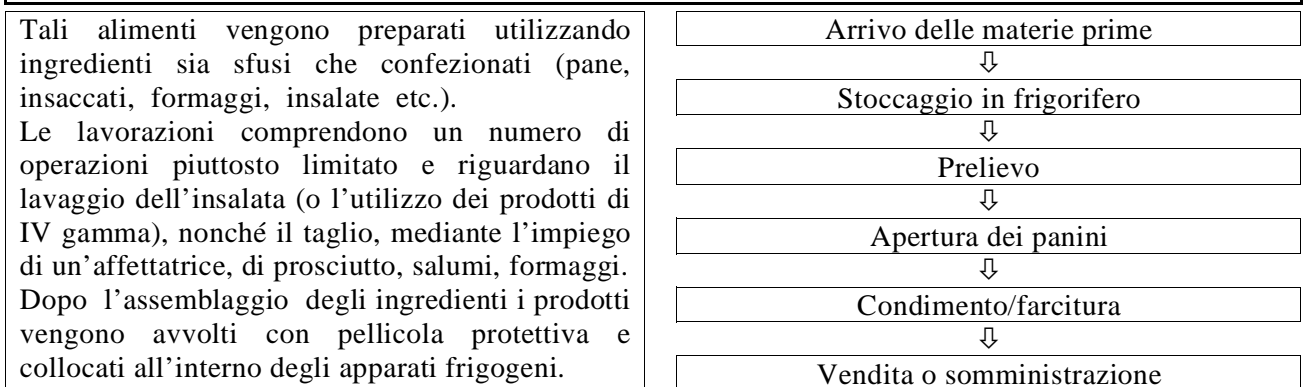 Tali alimenti vengono preparati utilizzando
ingredienti sia sfusi che confezionati (pane,
insaccati, formaggi, insalate etc.).
Le lavorazioni comprendono un numero di
operazioni piuttosto limitato e riguardano il
lavaggio dell’insalata (o l’utilizzo dei prodotti di
IV gamma), nonché il taglio, mediante l’impiego
di un’affettatrice, di prosciutto, salumi, formaggi.
Dopo l’assemblaggio degli ingredienti i prodotti
vengono avvolti con pellicola protettiva e
collocati all’interno degli apparati frigogeni.
Arrivo delle materie prime
⇩
Stoccaggio in frigorifero
⇩
Prelievo
⇩
Apertura dei panini
⇩
Condimento/farcitura
⇩
Vendita o somministrazione